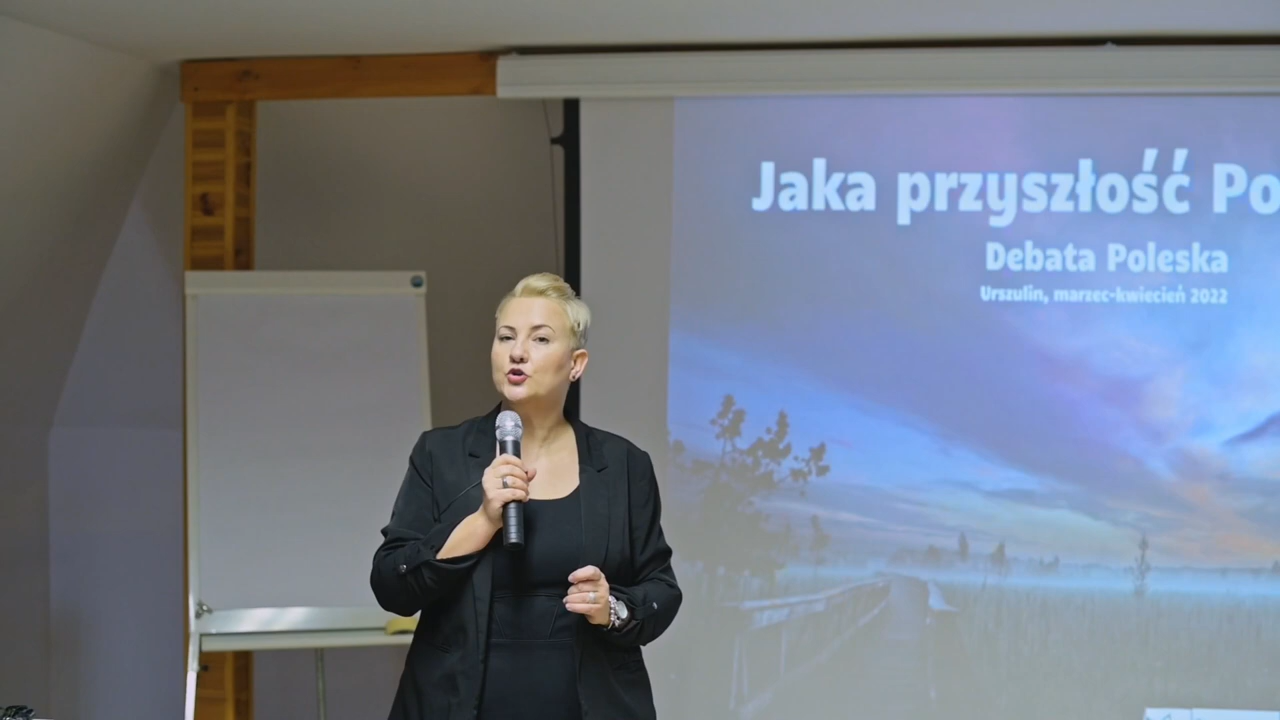 Jaka przyszłość Po
Debata Poleska
Urszulin, marzec-kwiecień 2022